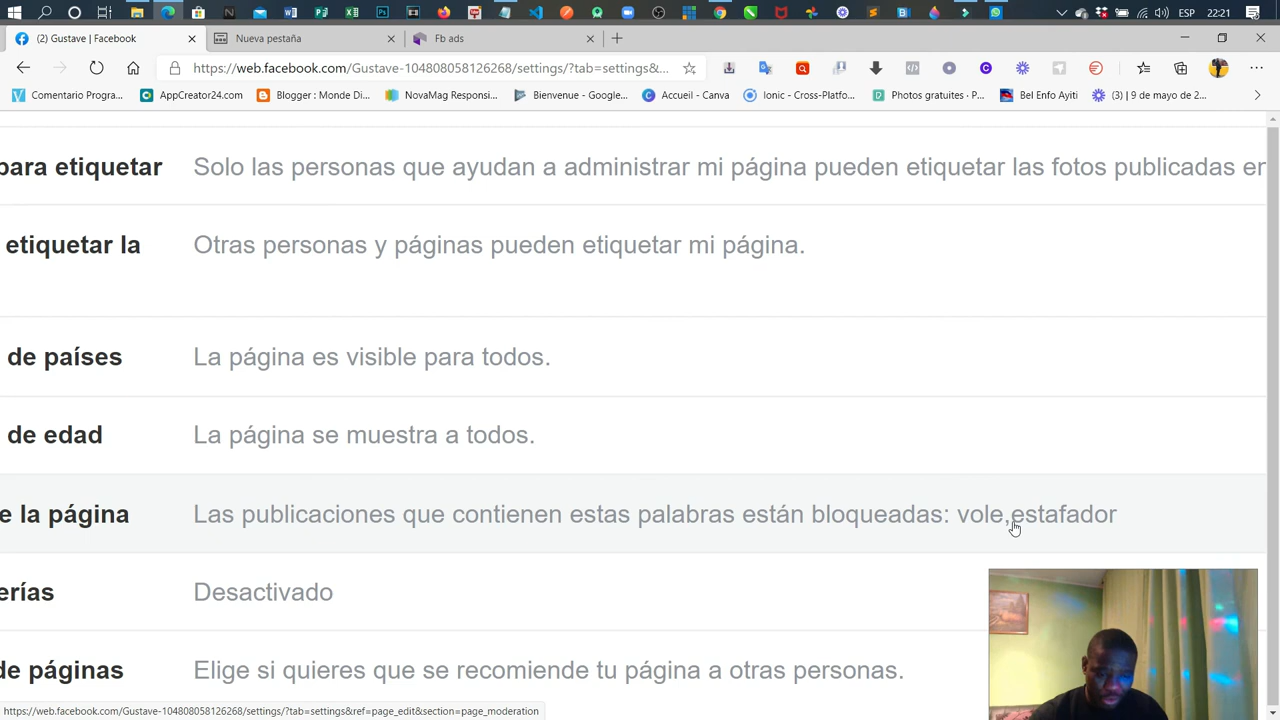 ESP
22:21
(2) Gustave | Facebook
Nueva pestaña
Fb ads
https://web.facebook.com/Gustave-104808058126268/settings/?tab=settings&...
Comentario Progra...
AppCreator24.com
Blogger : Monde Di...
NovaMag Responsi...
Bienvenue - Google...
Accueil - Canva
Ionic - Cross-Platfo...
Photos gratuites · P...
Bel Enfo Ayiti
(3) | 9 de mayo de 2...
para etiquetar
Solo las personas que ayudan a administrar mi página pueden etiquetar las fotos publicadas en
etiquetar la
Otras personas y páginas pueden etiquetar mi página.
de países
La página es visible para todos.
de edad
La página se muestra a todos.
e la página
Las publicaciones que contienen estas palabras están bloqueadas: vole,estafador
erías
Desactivado
de páginas
Elige si quieres que se recomiende tu página a otras personas.
https://web.facebook.com/Gustave-104808058126268/settings/?tab=settings&ref=page_edit&section=page_moderation